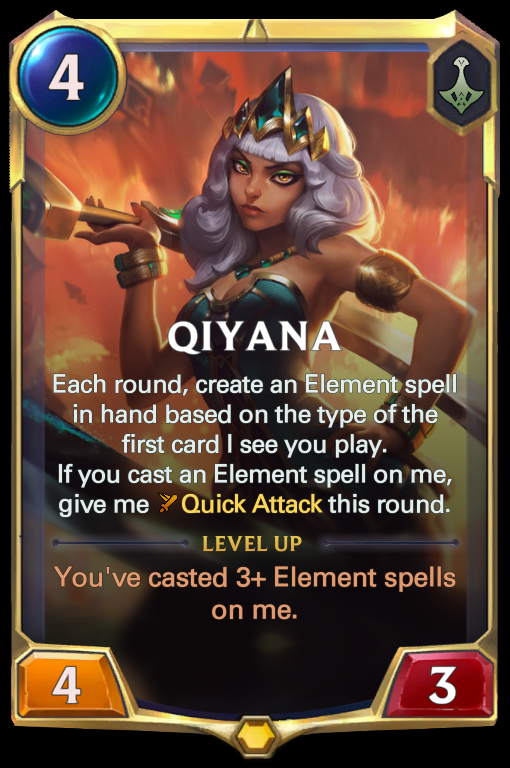 4
QIYANA
Each round, create an Element spell
in hand based on the type of the
first card I see you play.
If you cast an Element spell on me,
give me Quick Attack this round.
LEVEL UP
You've casted 3+ Element spells
on me.
4
3